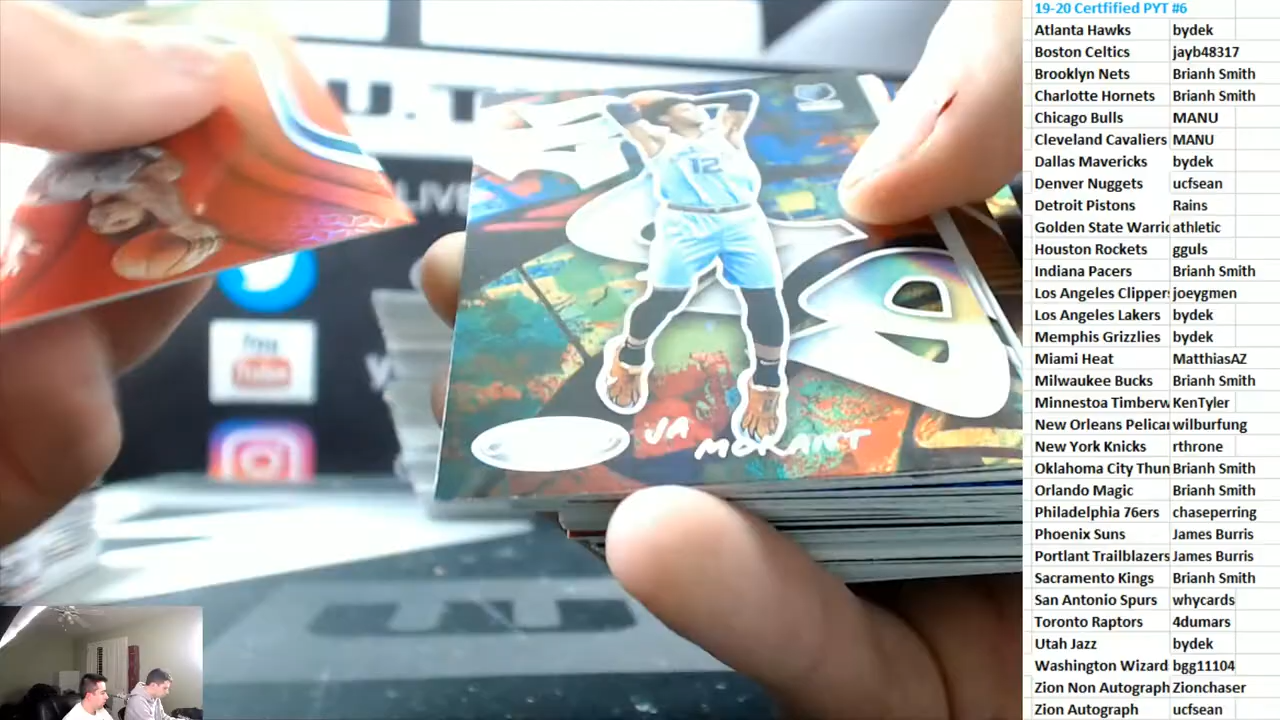 19-20 Certfified PYT #6
Atlanta Hawks bydek
Boston Celtics jayb48317
Brooklyn Nets Brianh Smith
Charlotte Hornets Brianh Smith
Chicago Bulls MANU
Cleveland Cavaliers MANU
Dallas Mavericks bydek
Denver Nuggets ucfsean
Detroit Pistons Rains
Golden State Warric athletic
Houston Rockets gguls
Indiana Pacers Brianh Smith
Los Angeles Clipper: joeygmen
Los Angeles Lakers bydek
Memphis Grizzlies bydek
Miami Heat MatthiasAZ
Milwaukee Bucks Brianh Smith
Minnestoa Timberw KenTyler
New Orleans Pelican wilburfung
New York Knicks rthrone
Oklahoma City Thun Brianh Smith
Orlando Magic Brianh Smith
Philadelphia 76ers chaseperring
Phoenix Suns James Burris
Portlant Trailblazers James Burris
Sacramento Kings Brianh Smith
San Antonio Spurs whycards
Toronto Raptors 4dumars
Utah Jazz bydek
Washington Wizard bgg11104
Zion Non Autograph Zionchaser
Zion Autograph ucfsean
U.T
LIVE
12
You
Tube
JA
MORANT